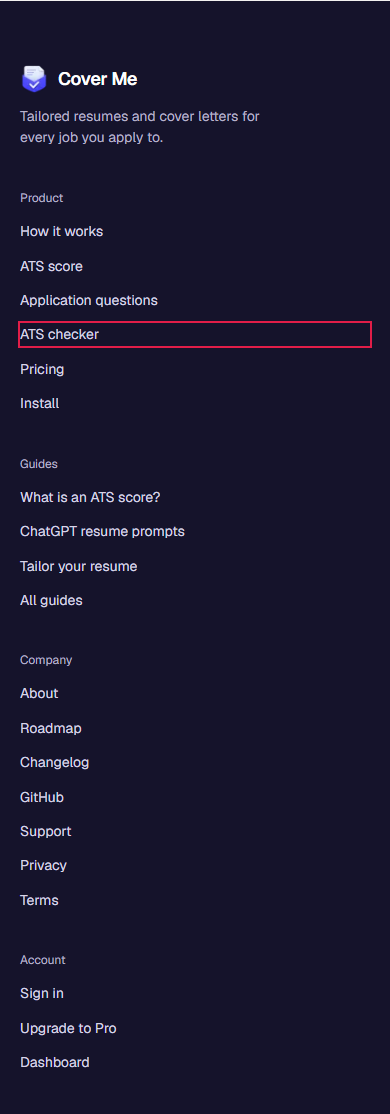 Cover Me
Tailored resumes and cover letters for
every job you apply to.
Product
How it works
ATS score
Application questions
ATS checker
Pricing
Install
Guides
What is an ATS score?
ChatGPT resume prompts
Tailor your resume
All guides
Company
About
Roadmap
Changelog
GitHub
Support
Privacy
Terms
Account
Sign in
Upgrade to Pro
Dashboard